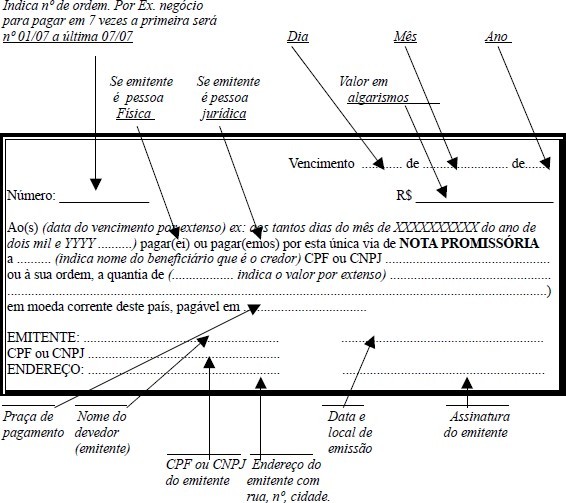 Indica nº de ordem. Por Ex. negócio
para pagar em 7 vezes a primeira será
nº 01/07 a última 07/07
Dia Mês Ano
Se emitente
é pessoa
Física
Se emitente
é pessoa
jurídica
Valor em
algarismos
Vencimento ............ de ........................ de........
Número: ______________ R$ ____________________
Ao(s) (data do vencimento por extenso) ex: aos tantos dias do mês de XXXXXXXXXXX do ano de
dois mil e YYYY ..........) pagar(ei) ou pagar(emos) por esta única via de NOTA PROMISSÓRIA
a .......... (indica nome do beneficiário que é o credor) CPF ou CNPJ ..................................................
ou à sua ordem, a quantia de (.................. indica o valor por extenso) .................................................
.....................................................................................................................................................)
em moeda corrente deste país, pagável em ....................................
EMITENTE: ......................................................... ............................................................
CPF ou CNPJ .......................................................
ENDEREÇO: ........................................................ ............................................................
Praça de
pagamento
Nome do
devedor
(emitente)
Data e
local de
emissão
Assinatura
do emitente
CPF ou CNPJ
do emitente
Endereço do
emitente com
rua, nº, cidade.